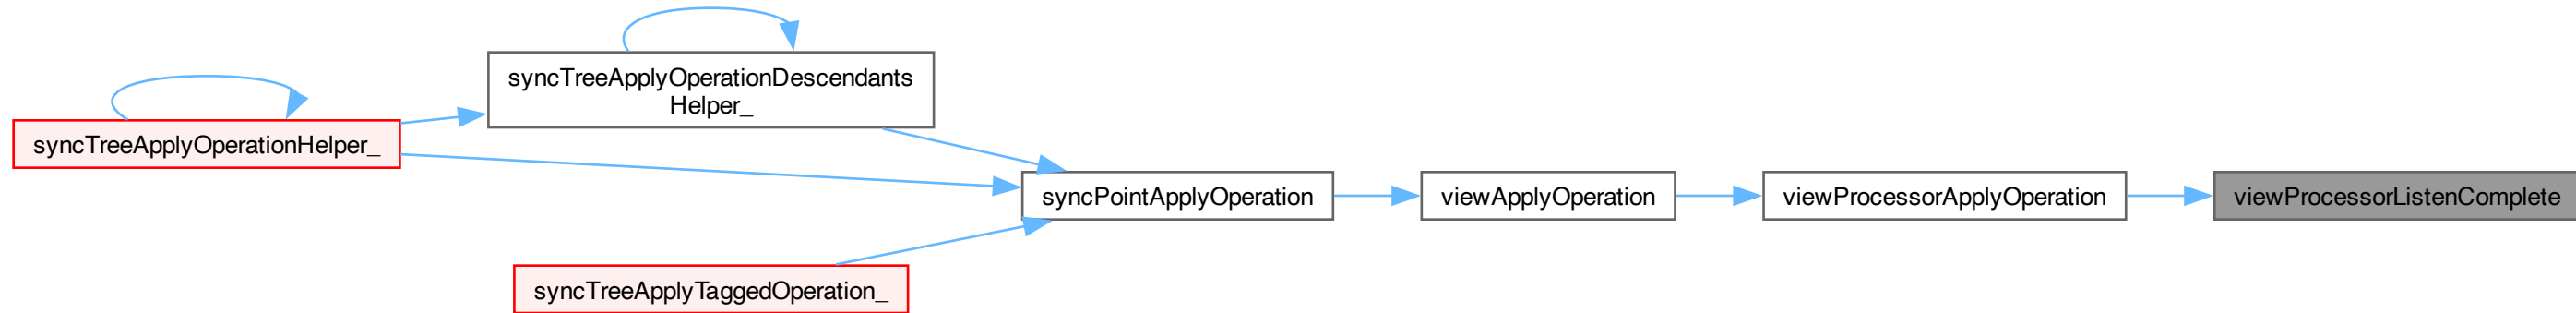 syncTreeApplyOperationDescendants
Helper_
syncTreeApplyOperationHelper_
syncPointApplyOperation
viewApplyOperation
viewProcessorApplyOperation
viewProcessorListenComplete
syncTreeApplyTaggedOperation_